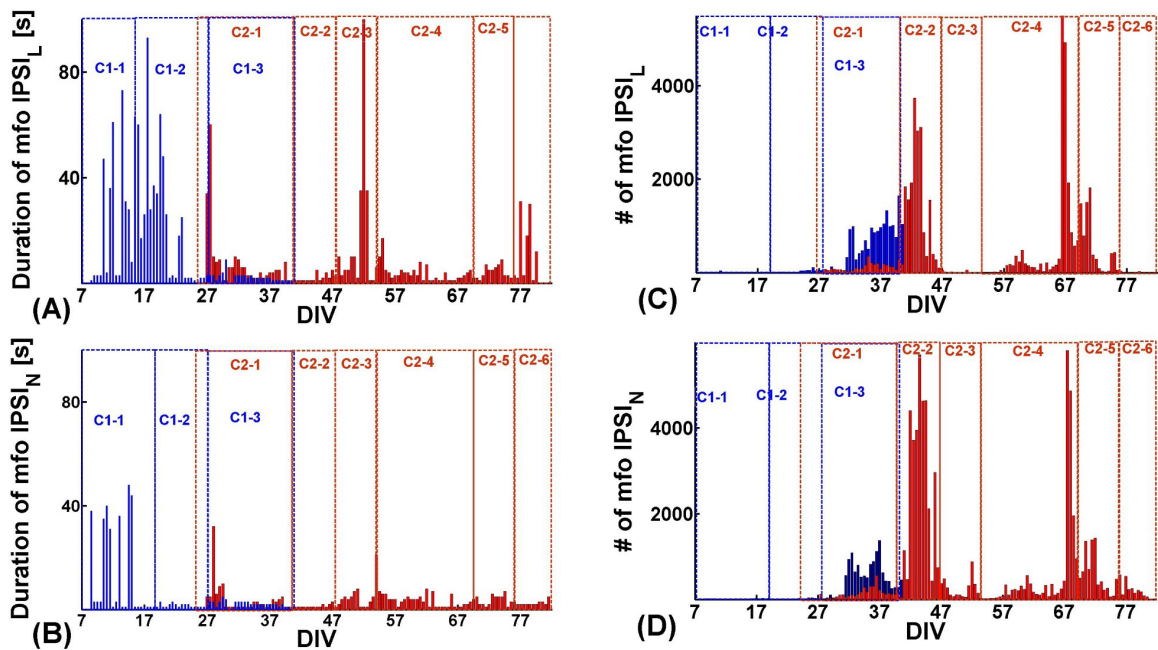 Duration of mfo IPSI_L [s]
80
40
C1-1
C1-2
C2-1
C1-3
C2-2
C2-3
C2-4
C2-5
7 17 27 37 47 57 67 77
DIV
(A)
# of mfo IPSI_L
4000
2000
C1-1
C1-2
C2-1
C1-3
C2-2
C2-3
C2-4
C2-5
C2-6
7 17 27 37 47 57 67 77
DIV
(C)
Duration of mfo IPSI_N [s]
80
40
C1-1
C1-2
C2-1
C1-3
C2-2
C2-3
C2-4
C2-5
C2-6
7 17 27 37 47 57 67 77
DIV
(B)
# of mfo IPSI_N
4000
2000
C1-1
C1-2
C2-1
C1-3
C2-2
C2-3
C2-4
C2-5
C2-6
7 17 27 37 47 57 67 77
DIV
(D)